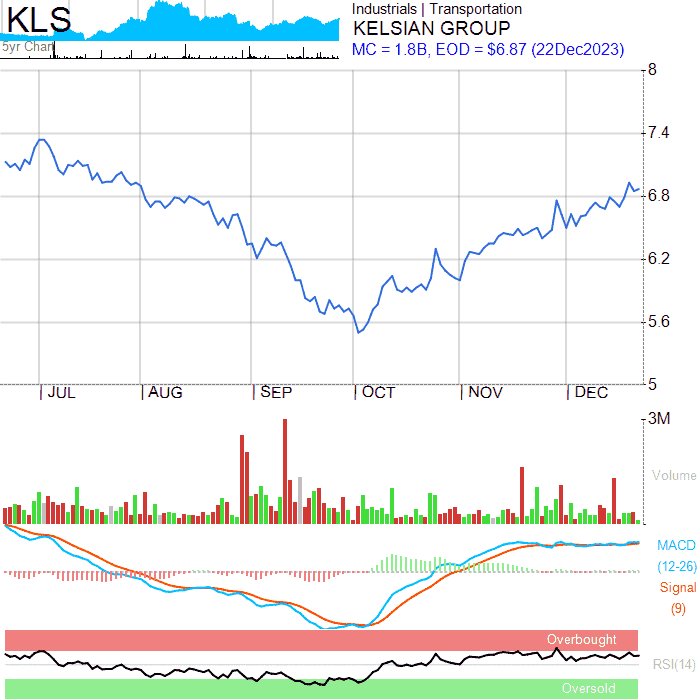 KLS
5yr Chart
Industrials | Transportation
KELSIAN GROUP
MC = 1.8B, EOD = $6.87 (22Dec2023)
8
7.4
6.8
6.2
5.6
5
JUL AUG SEP OCT NOV DEC
3M
Volume
MACD
(12-26)
Signal
(9)
Overbought
RSI(14)
Oversold